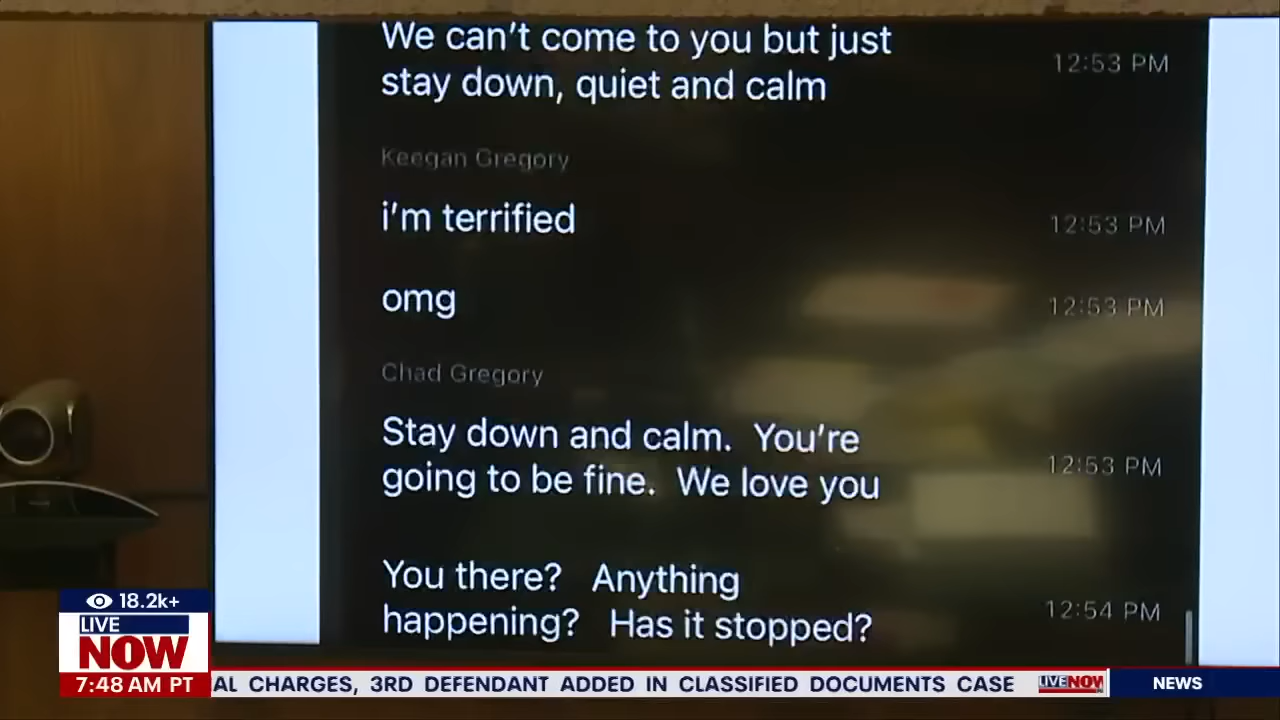 We can't come to you but just
stay down, quiet and calm
12:53 PM
Keegan Gregory
i'm terrified
12:53 PM
omg
12:53 PM
Chad Gregory
Stay down and calm.  You're
going to be fine.  We love you
12:53 PM
You there?   Anything
happening?   Has it stopped?
12:54 PM
18.2k+
LIVE
NOW
7:48 AM PT
AL CHARGES, 3RD DEFENDANT ADDED IN CLASSIFIED DOCUMENTS CASE
LIVENOW
NEWS